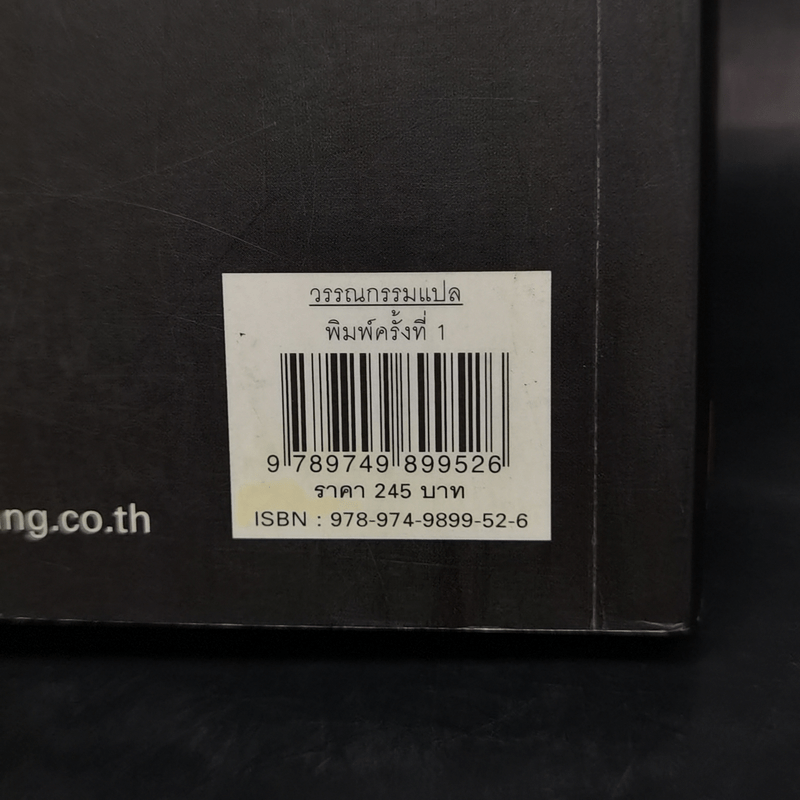 วรรณกรรมแปล
พิมพ์ครั้งที่ 1
9 789749 899526
ราคา 245 บาท
ISBN : 978-974-9899-52-6
ng.co.th